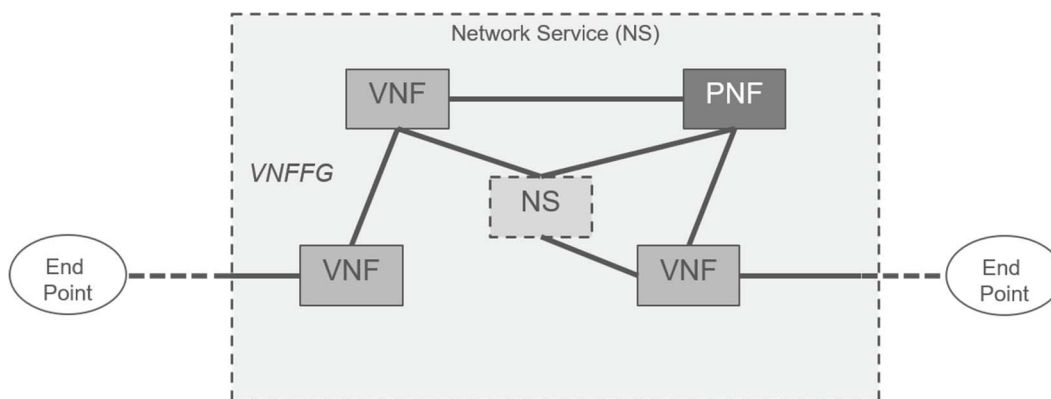 Network Service (NS)
VNF
PNF
VNFFG
NS
End
Point
VNF
VNF
End
Point